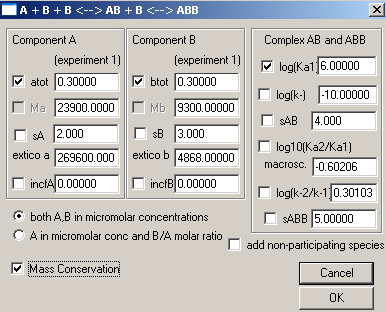 A + B + B <--> AB + B <--> ABB
Component A
(experiment 1)
atot 0.30000
Ma 23900.0000
sA 2.000
extico a 269600.000
incfA 0.00000
Component B
(experiment 1)
btot 0.30000
Mb 9300.00000
sB 3.000
extico b 4868.00000
incfB 0.00000
Complex AB and ABB
log(Ka1) 6.00000
log(k-) -10.00000
sAB 4.000
log10(Ka2/Ka1)
macrosc. -0.60206
log(k-2/k-1 0.30103
sABB 5.00000
both A,B in micromolar concentrations
A in micromolar conc and B/A molar ratio
add non-participating species
Mass Conservation
Cancel
OK